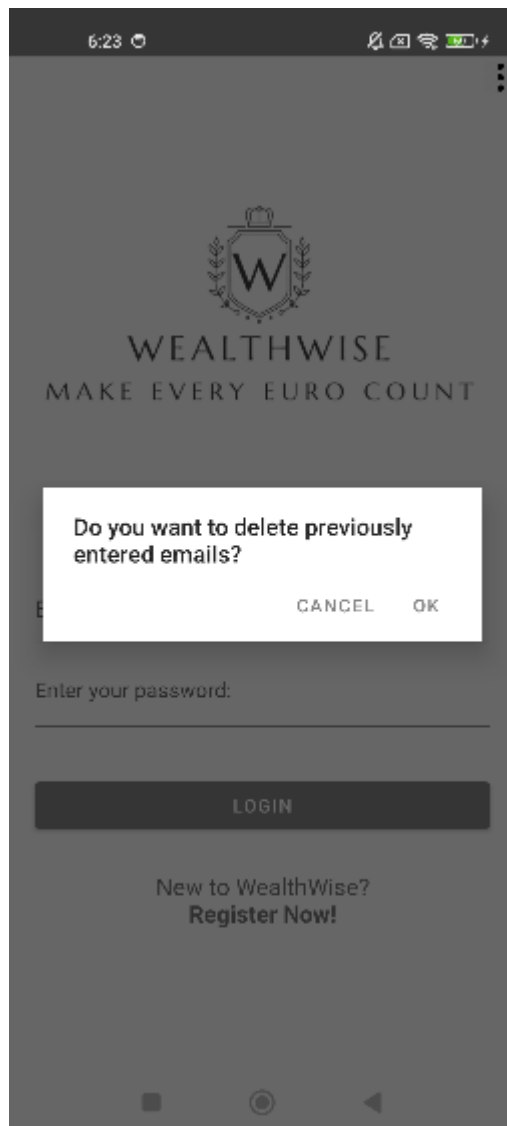 6:23
W
WEALTHWISE
MAKE EVERY EURO COUNT
Do you want to delete previously
entered emails?
E
CANCEL OK
Enter your password:
LOGIN
New to WealthWise?
Register Now!